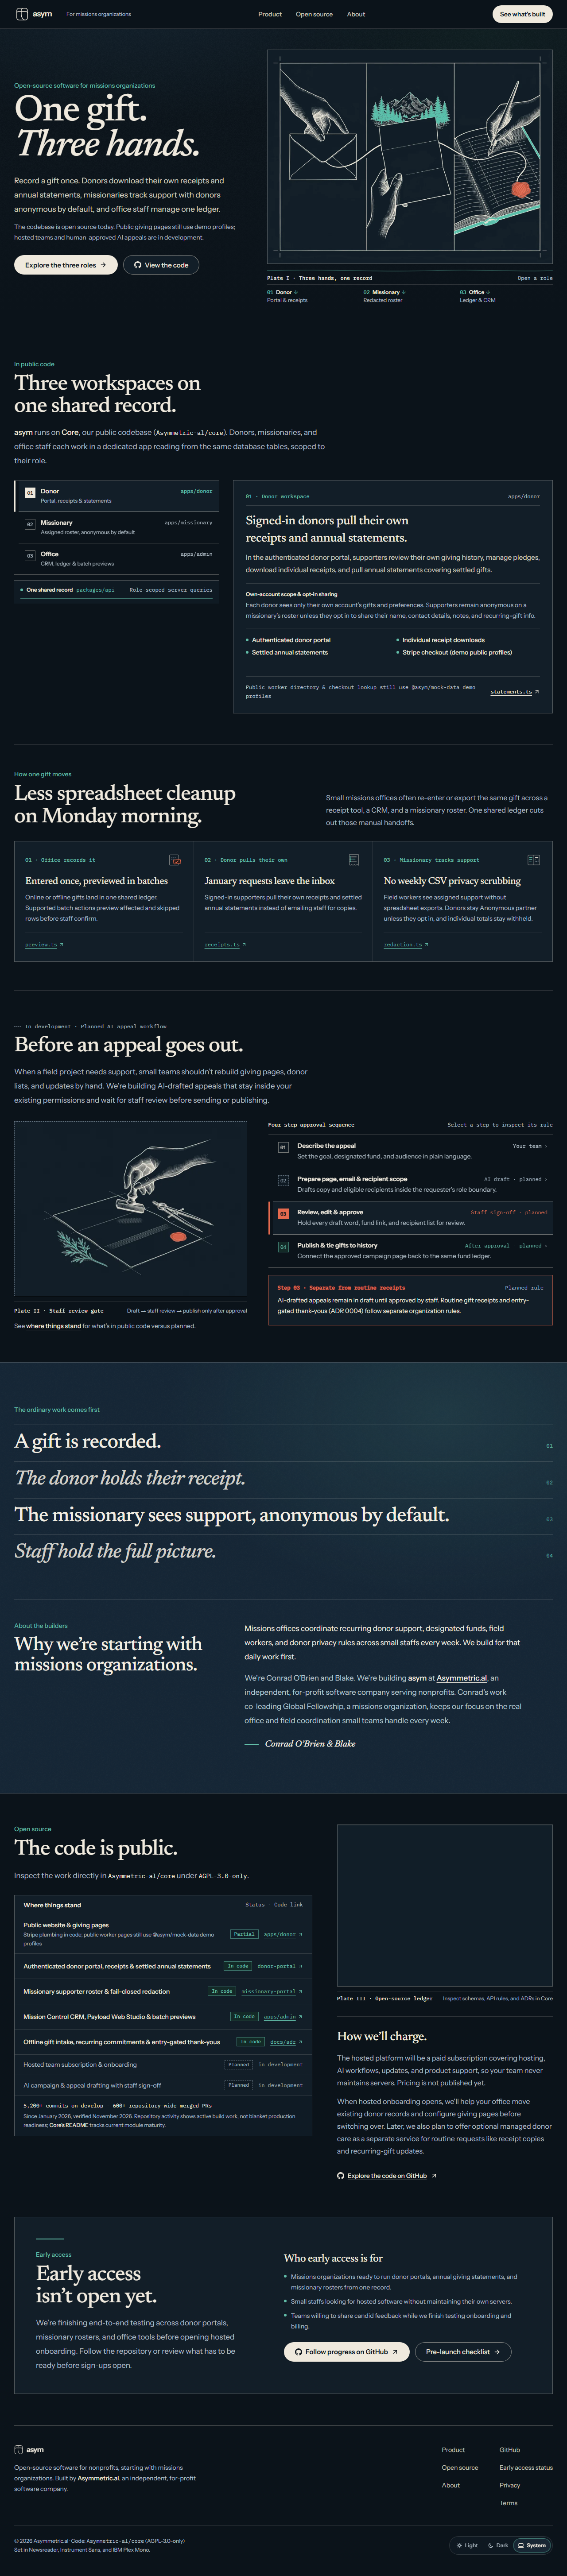 asym
For missions organizations
Product
Open source
About
See what's built
Open-source software for missions organizations
One gift.
Three hands.
Record a gift once. Donors download their own receipts and
annual statements, missionaries track support with donors
anonymous by default, and office staff manage one ledger.
The codebase is open source today. Public giving pages still use demo profiles;
hosted teams and human-approved AI appeals are in development.
Explore the three roles →
View the code
Plate I · Three hands, one record
Open a role
01 Donor ↓
Portal & receipts
02 Missionary ↓
Redacted roster
03 Office ↓
Ledger & CRM
In public code
Three workspaces on
one shared record.
asym runs on Core, our public codebase (Asymmetric-al/core). Donors, missionaries, and
office staff each work in a dedicated app reading from the same database tables, scoped to
their role.
01 Donor apps/donor
Portal, receipts & statements
02 Missionary apps/missionary
Assigned roster, anonymous by default
03 Office apps/admin
CRM, ledger & batch previews
One shared record packages/api Role-scoped server queries
01 · Donor workspace
apps/donor
Signed-in donors pull their own
receipts and annual statements.
In the authenticated donor portal, supporters review their own giving history, manage pledges,
download individual receipts, and pull annual statements covering settled gifts.
Own-account scope & opt-in sharing
Each donor sees only their own account's gifts and preferences. Supporters remain anonymous on a
missionary's roster unless they opt in to share their name, contact details, notes, and recurring-gift info.
Authenticated donor portal
Individual receipt downloads
Settled annual statements
Stripe checkout (demo public profiles)
Public worker directory & checkout lookup still use @asym/mock-data demo
profiles
statements.ts ↗
How one gift moves
Less spreadsheet cleanup
on Monday morning.
Small missions offices often re-enter or export the same gift across a
receipt tool, a CRM, and a missionary roster. One shared ledger cuts
out those manual handoffs.
01 · Office records it
Entered once, previewed in batches
Online or offline gifts land in one shared ledger.
Supported batch actions preview affected and skipped
rows before staff confirm.
preview.ts ↗
02 · Donor pulls their own
January requests leave the inbox
Signed-in supporters pull their own receipts and settled
annual statements instead of emailing staff for copies.
receipts.ts ↗
03 · Missionary tracks support
No weekly CSV privacy scrubbing
Field workers see assigned support without
spreadsheet exports. Donors stay Anonymous partner
unless they opt in, and individual totals stay withheld.
redaction.ts ↗
In development · Planned AI appeal workflow
Before an appeal goes out.
When a field project needs support, small teams shouldn't rebuild giving pages, donor
lists, and updates by hand. We're building AI-drafted appeals that stay inside your
existing permissions and wait for staff review before sending or publishing.
Plate II · Staff review gate
Draft → staff review → publish only after approval
See where things stand for what's in public code versus planned.
Four-step approval sequence
Select a step to inspect its rule
01 Describe the appeal Your team ›
Set the goal, designated fund, and audience in plain language.
02 Prepare page, email & recipient scope AI draft · planned ›
Drafts copy and eligible recipients inside the requester's role boundary.
03 Review, edit & approve Staff sign-off · planned
Hold every draft word, fund link, and recipient list for review.
04 Publish & tie gifts to history After approval · planned ›
Connect the approved campaign page back to the same fund ledger.
Step 03 · Separate from routine receipts
Planned rule
AI-drafted appeals remain in draft until approved by staff. Routine gift receipts and entry-
gated thank-yous (ADR 0004) follow separate organization rules.
The ordinary work comes first
A gift is recorded.
01
The donor holds their receipt.
02
The missionary sees support, anonymous by default.
03
Staff hold the full picture.
04
About the builders
Why we're starting with
missions organizations.
Missions offices coordinate recurring donor support, designated funds, field
workers, and donor privacy rules across small staffs every week. We build for that
daily work first.
We're Conrad O'Brien and Blake. We're building asym at Asymmetric.al, an
independent, for-profit software company serving nonprofits. Conrad's work
co-leading Global Fellowship, a missions organization, keeps our focus on the real
office and field coordination small teams handle every week.
Conrad O'Brien & Blake
Open source
The code is public.
Inspect the work directly in Asymmetric-al/core under AGPL-3.0-only.
Where things stand
Status · Code link
Public website & giving pages
Stripe plumbing in code; public worker pages still use @asym/mock-data demo
profiles
Partial apps/donor ↗
Authenticated donor portal, receipts & settled annual statements
In code donor-portal ↗
Missionary supporter roster & fail-closed redaction
In code missionary-portal ↗
Mission Control CRM, Payload Web Studio & batch previews
In code apps/admin ↗
Offline gift intake, recurring commitments & entry-gated thank-yous
In code docs/adr ↗
Hosted team subscription & onboarding
Planned in development
AI campaign & appeal drafting with staff sign-off
Planned in development
5,200+ commits on develop · 600+ repository-wide merged PRs
Since January 2026, verified November 2026. Repository activity shows active build work, not blanket production
readiness; Core's README tracks current module maturity.
Plate III · Open-source ledger
Inspect schemas, API rules, and ADRs in Core
How we'll charge.
The hosted platform will be a paid subscription covering hosting,
AI workflows, updates, and product support, so your team never
maintains servers. Pricing is not published yet.
When hosted onboarding opens, we'll help your office move
existing donor records and configure giving pages before
switching over. Later, we also plan to offer optional managed donor
care as a separate service for routine requests like receipt copies
and recurring-gift updates.
Explore the code on GitHub ↗
Early access
Early access
isn't open yet.
We're finishing end-to-end testing across donor portals,
missionary rosters, and office tools before opening hosted
onboarding. Follow the repository or review what has to be
ready before sign-ups open.
Who early access is for
Missions organizations ready to run donor portals, annual giving statements, and
missionary rosters from one record.
Small staffs looking for hosted software without maintaining their own servers.
Teams willing to share candid feedback while we finish testing onboarding and
billing.
Follow progress on GitHub ↗
Pre-launch checklist →
asym
Open-source software for nonprofits, starting with missions
organizations. Built by Asymmetric.al, an independent, for-profit
software company.
Product
GitHub
Open source
Early access status
About
Privacy
Terms
© 2026 Asymmetric.al · Code: Asymmetric-al/core (AGPL-3.0-only)
Set in Newsreader, Instrument Sans, and IBM Plex Mono.
Light
Dark
System